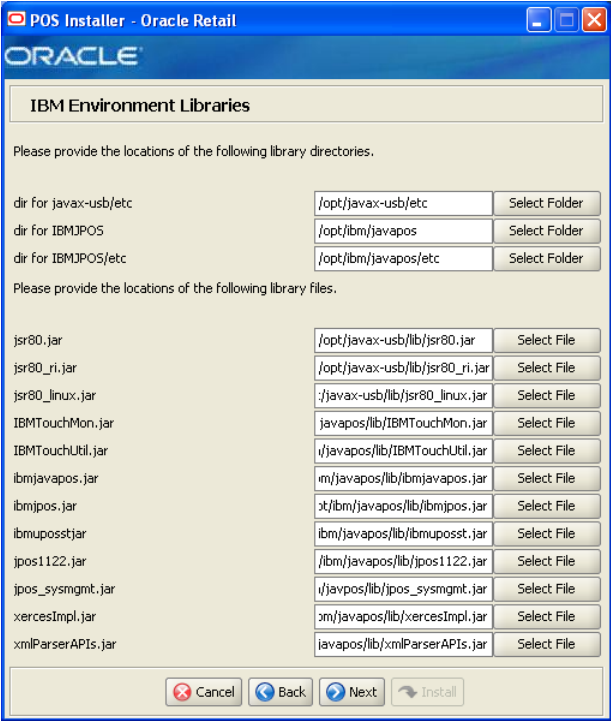 POS Installer - Oracle Retail
ORACLE
IBM Environment Libraries
Please provide the locations of the following library directories.
dir for javax-usb/etc /opt/javax-usb/etc Select Folder
dir for IBMJPOS /opt/ibm/javapos Select Folder
dir for IBMJPOS/etc /opt/ibm/javapos/etc Select Folder
Please provide the locations of the following library files.
jsr80.jar /opt/javax-usb/lib/jsr80.jar Select File
jsr80_ri.jar /opt/javax-usb/lib/jsr80_ri.jar Select File
jsr80_linux.jar :/javax-usb/lib/jsr80_linux.jar Select File
IBMTouchMon.jar javapos/lib/IBMTouchMon.jar Select File
IBMTouchUtil.jar /javapos/lib/IBMTouchUtil.jar Select File
ibmjavapos.jar m/javapos/lib/ibmjavapos.jar Select File
ibmjpos.jar t/ibm/javapos/lib/ibmjpos.jar Select File
ibmuposstjar ibm/javapos/lib/ibmuposst.jar Select File
jpos1122.jar /ibm/javapos/lib/jpos1122.jar Select File
jpos_sysmgmt.jar /javpos/lib/jpos_sysmgmt.jar Select File
xercesImpl.jar m/javapos/lib/xercesImpl.jar Select File
xmlParserAPIs.jar javapos/lib/xmlParserAPIs.jar Select File
Cancel Back Next Install